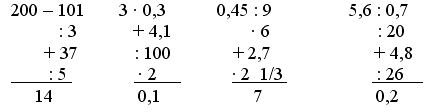 200 – 101 3 · 0,3 0,45 : 9 5,6 : 0,7
: 3 + 4,1 · 6 : 20
+ 37 : 100 + 2,7 + 4,8
: 5 · 2 · 2 1/3 : 26
14 0,1 7 0,2